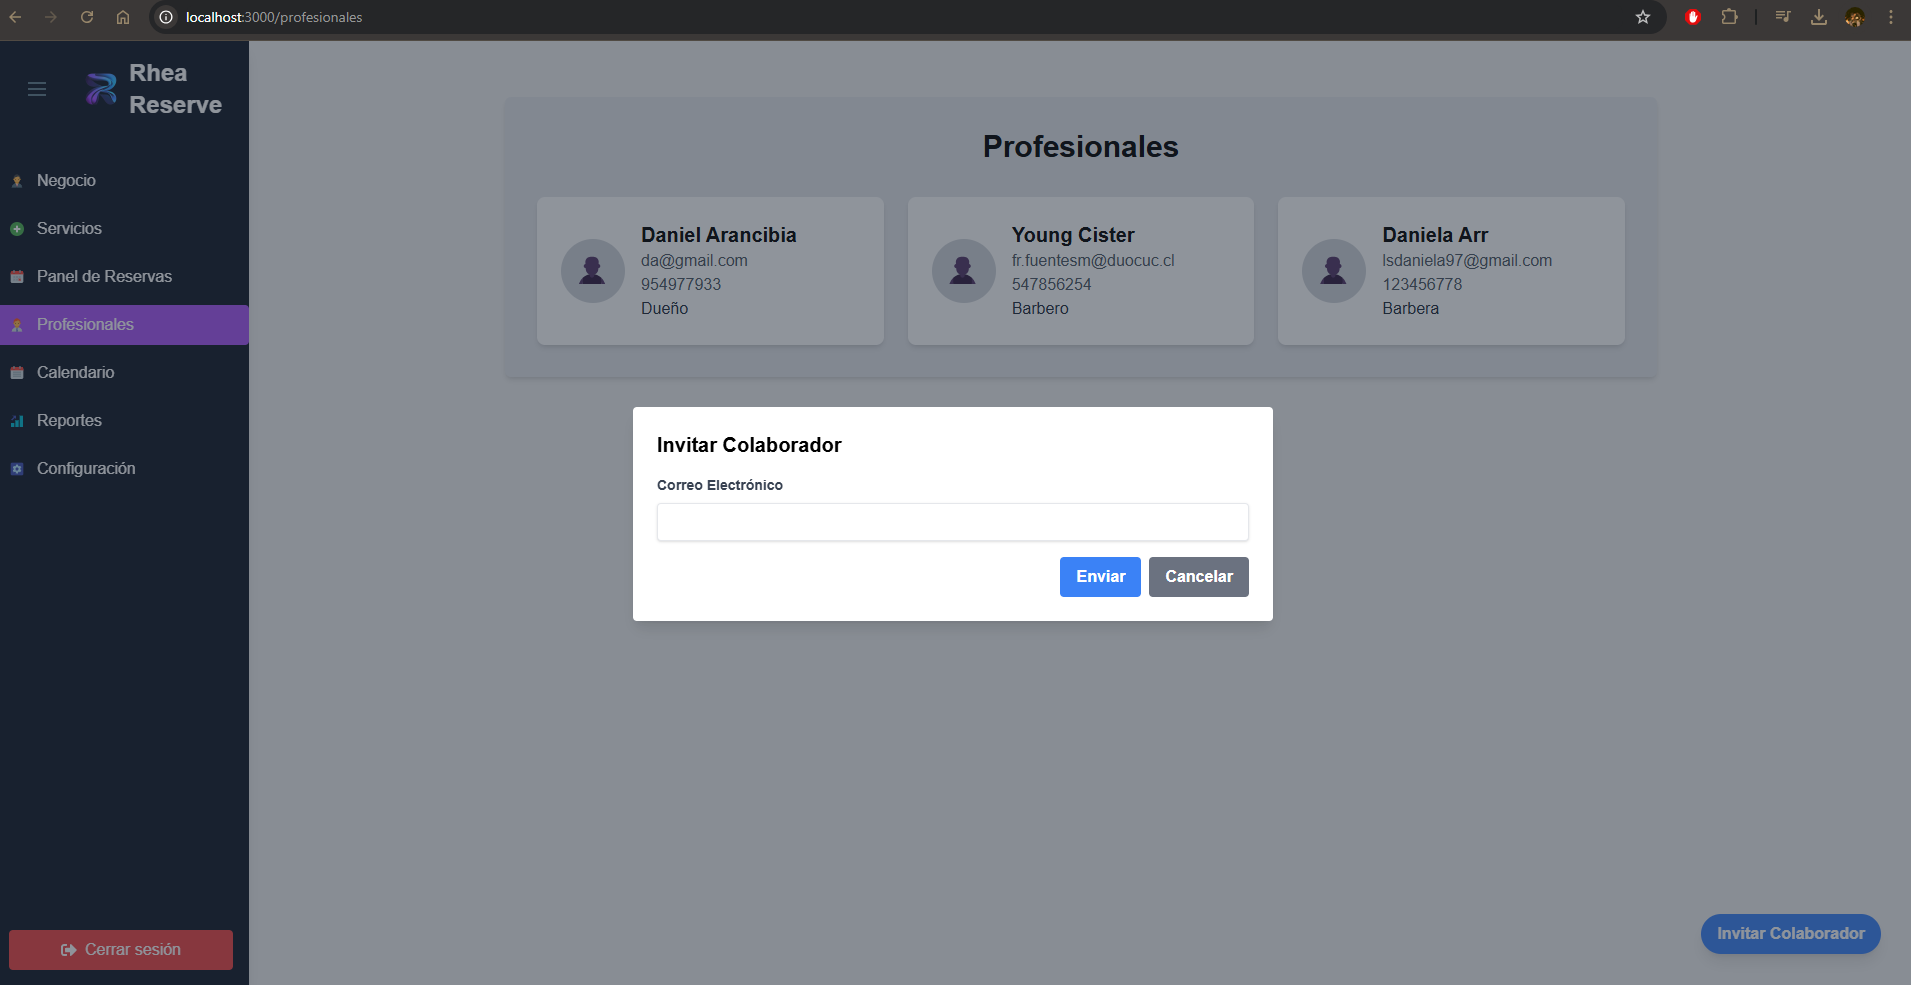 localhost:3000/profesionales
Rhea
Reserve
Negocio
Servicios
Panel de Reservas
Profesionales
Calendario
Reportes
Configuración
Cerrar sesión
Profesionales
Daniel Arancibia
da@gmail.com
954977933
Dueño
Young Cister
fr.fuentesm@duocuc.cl
547856254
Barbero
Daniela Arr
lsdaniela97@gmail.com
123456778
Barbera
Invitar Colaborador
Correo Electrónico
Enviar
Cancelar
Invitar Colaborador